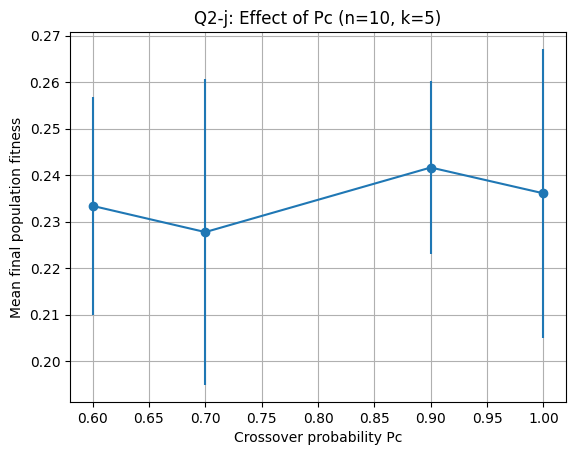 Q2-j: Effect of Pc (n=10, k=5)
Mean final population fitness
0.27
0.26
0.25
0.24
0.23
0.22
0.21
0.20
0.60 0.65 0.70 0.75 0.80 0.85 0.90 0.95 1.00
Crossover probability Pc